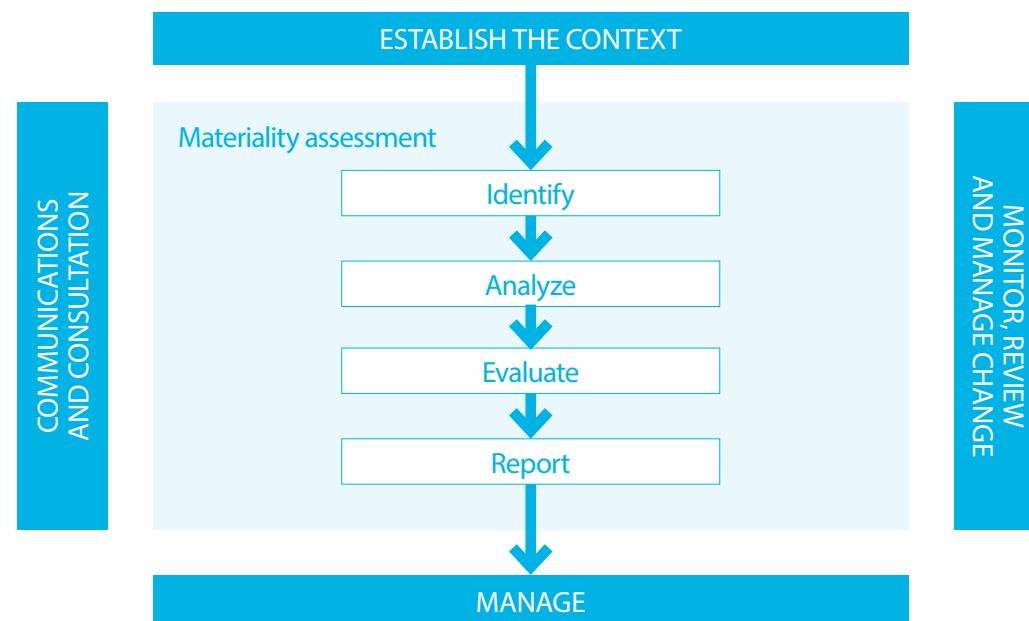 ESTABLISH THE CONTEXT
COMMUNICATIONS
AND CONSULTATION
Materiality assessment
Identify
Analyze
Evaluate
Report
MONITOR, REVIEW
AND MANAGE CHANGE
MANAGE